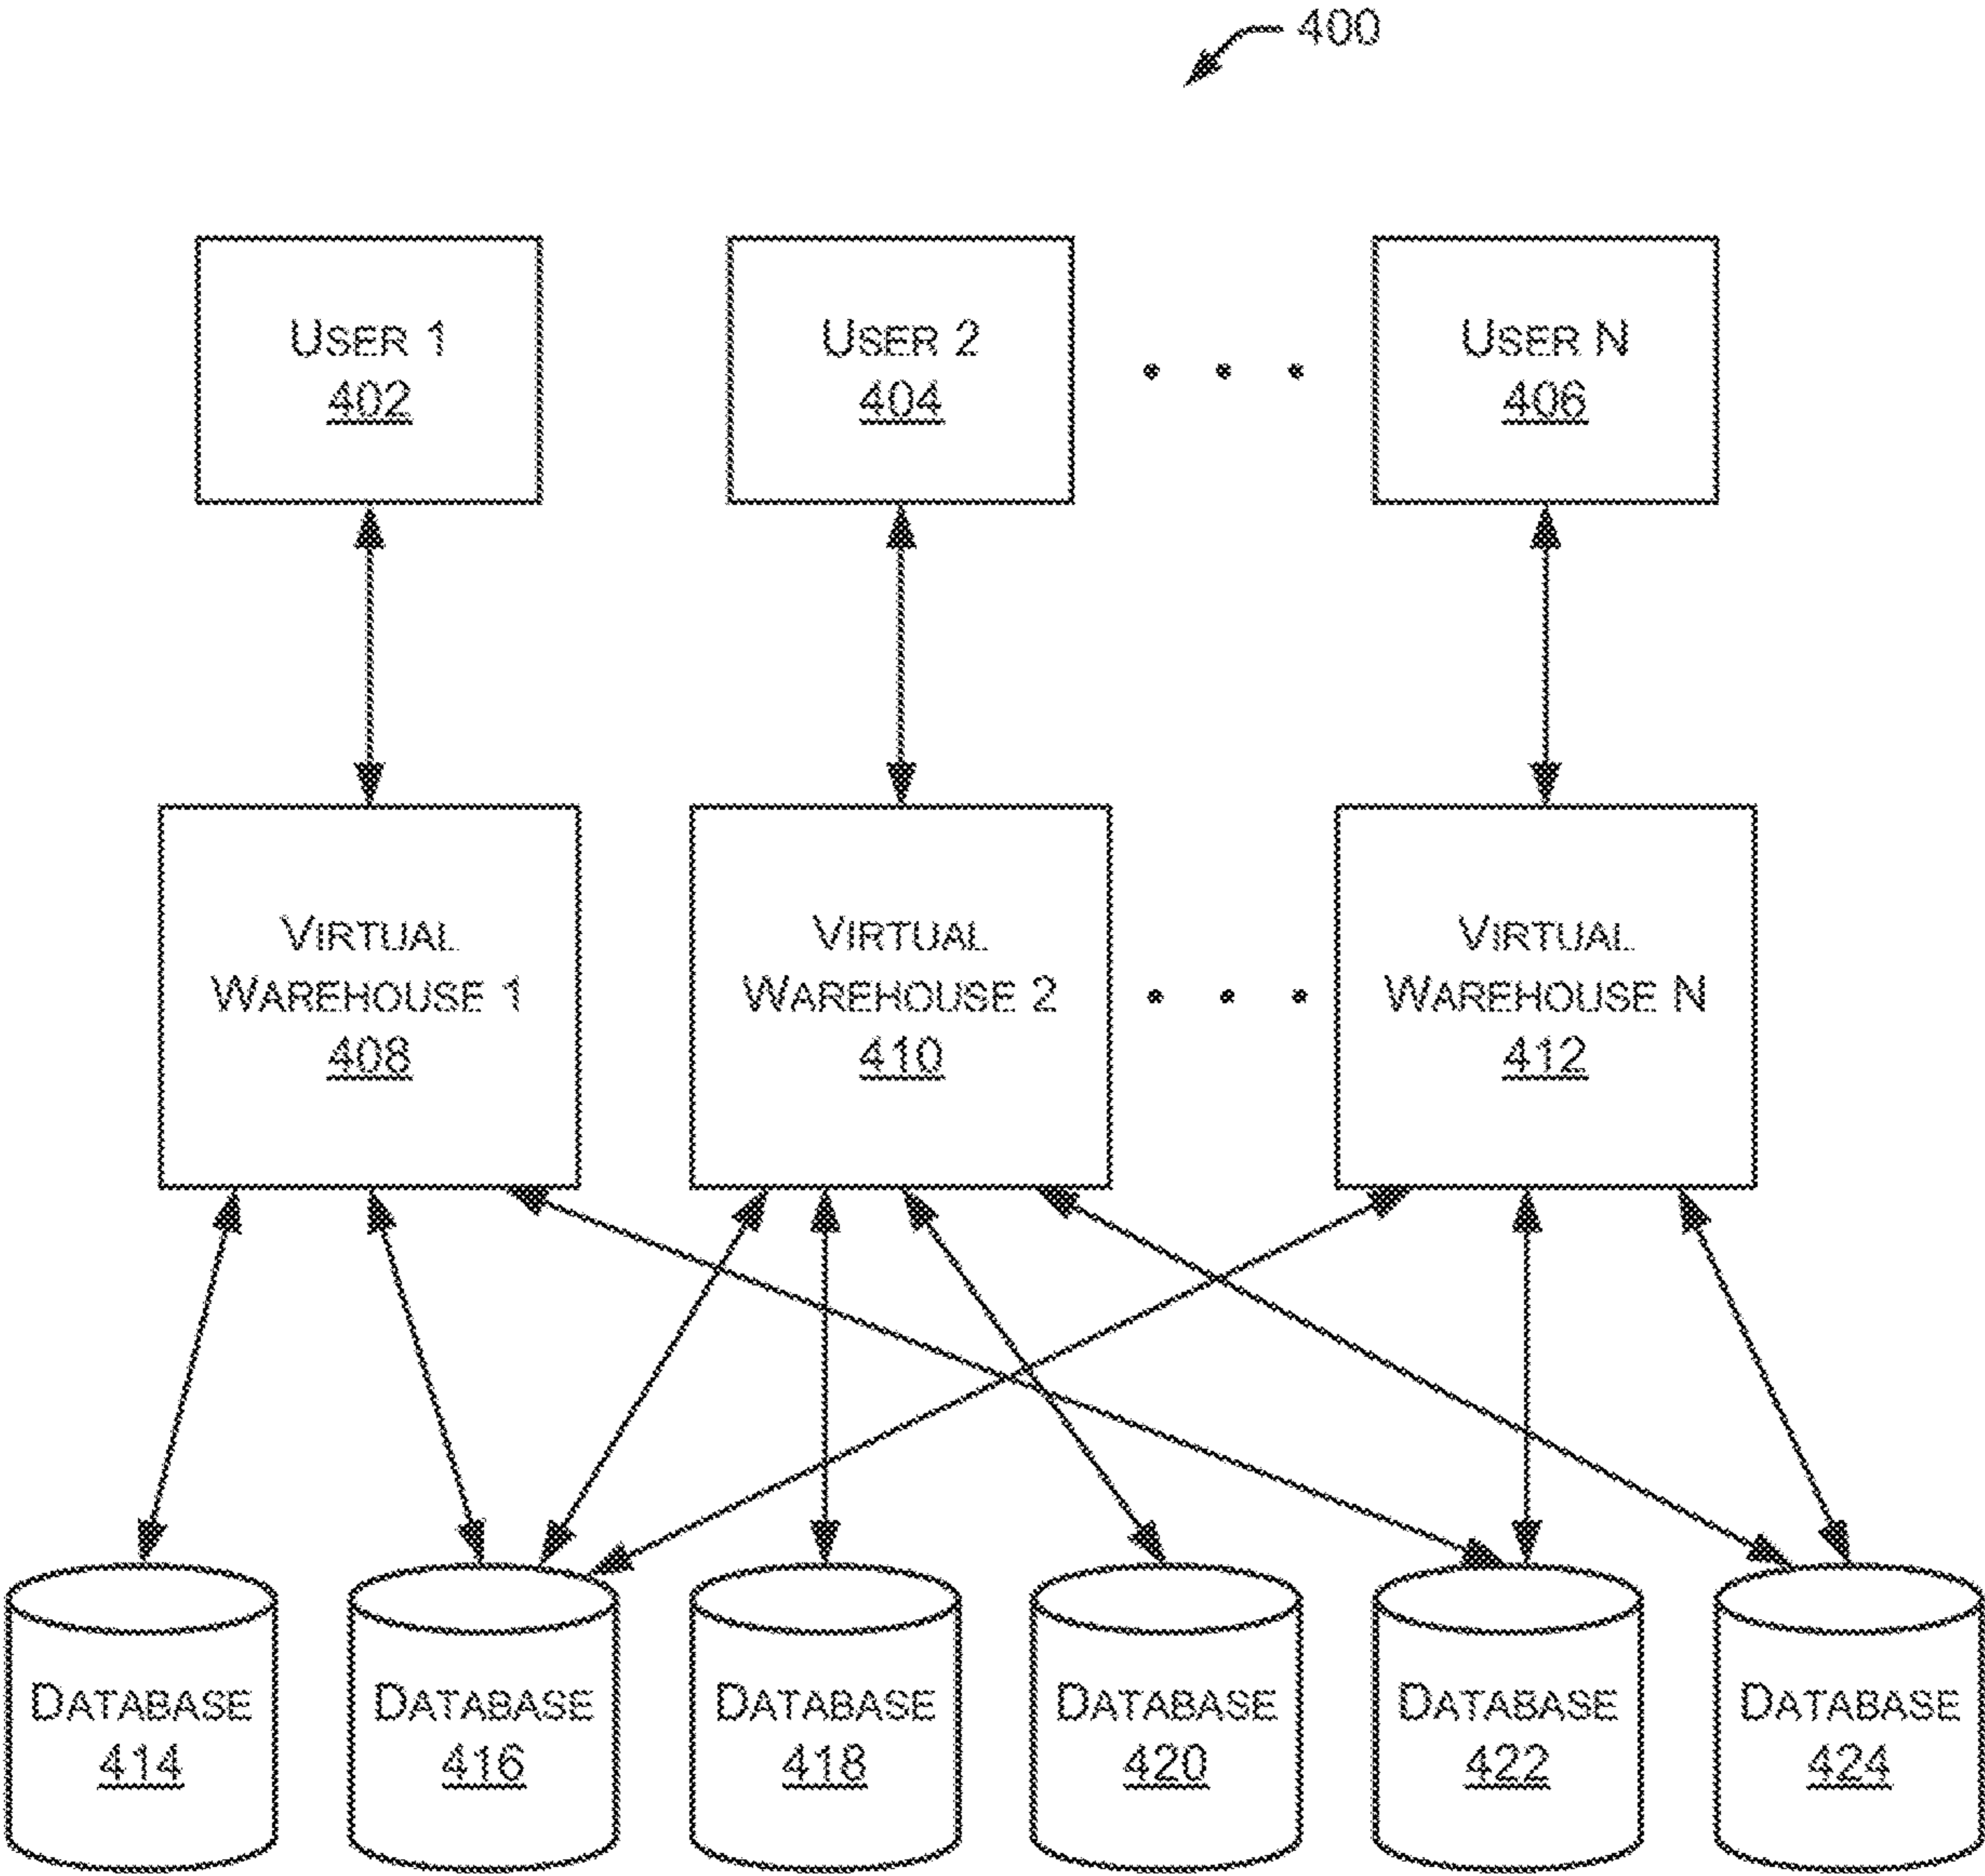 400
USER 1
402
USER 2
404
USER N
406
VIRTUAL
WAREHOUSE 1
408
VIRTUAL
WAREHOUSE 2
410
VIRTUAL
WAREHOUSE N
412
DATABASE
414
DATABASE
416
DATABASE
418
DATABASE
420
DATABASE
422
DATABASE
424